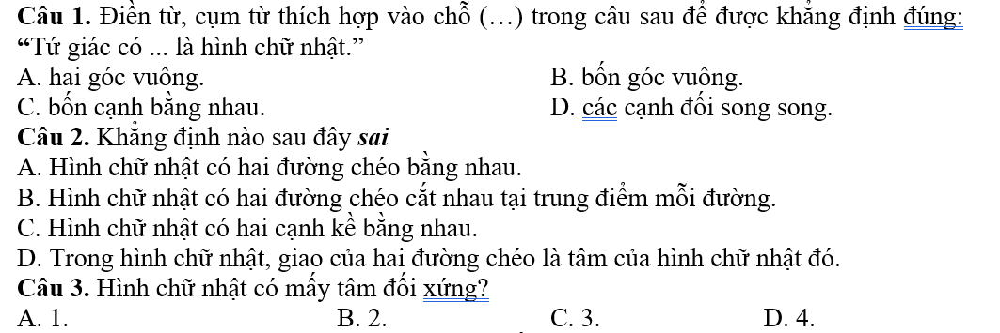 Câu 1. Điền từ, cụm từ thích hợp vào chỗ (…) trong câu sau để được khẳng định đúng:
“Tứ giác có ... là hình chữ nhật.”
A. hai góc vuông. B. bốn góc vuông.
C. bốn cạnh bằng nhau. D. các cạnh đối song song.
Câu 2. Khẳng định nào sau đây sai
A. Hình chữ nhật có hai đường chéo bằng nhau.
B. Hình chữ nhật có hai đường chéo cắt nhau tại trung điểm mỗi đường.
C. Hình chữ nhật có hai cạnh kề bằng nhau.
D. Trong hình chữ nhật, giao của hai đường chéo là tâm của hình chữ nhật đó.
Câu 3. Hình chữ nhật có mấy tâm đối xứng?
A. 1. B. 2. C. 3. D. 4.